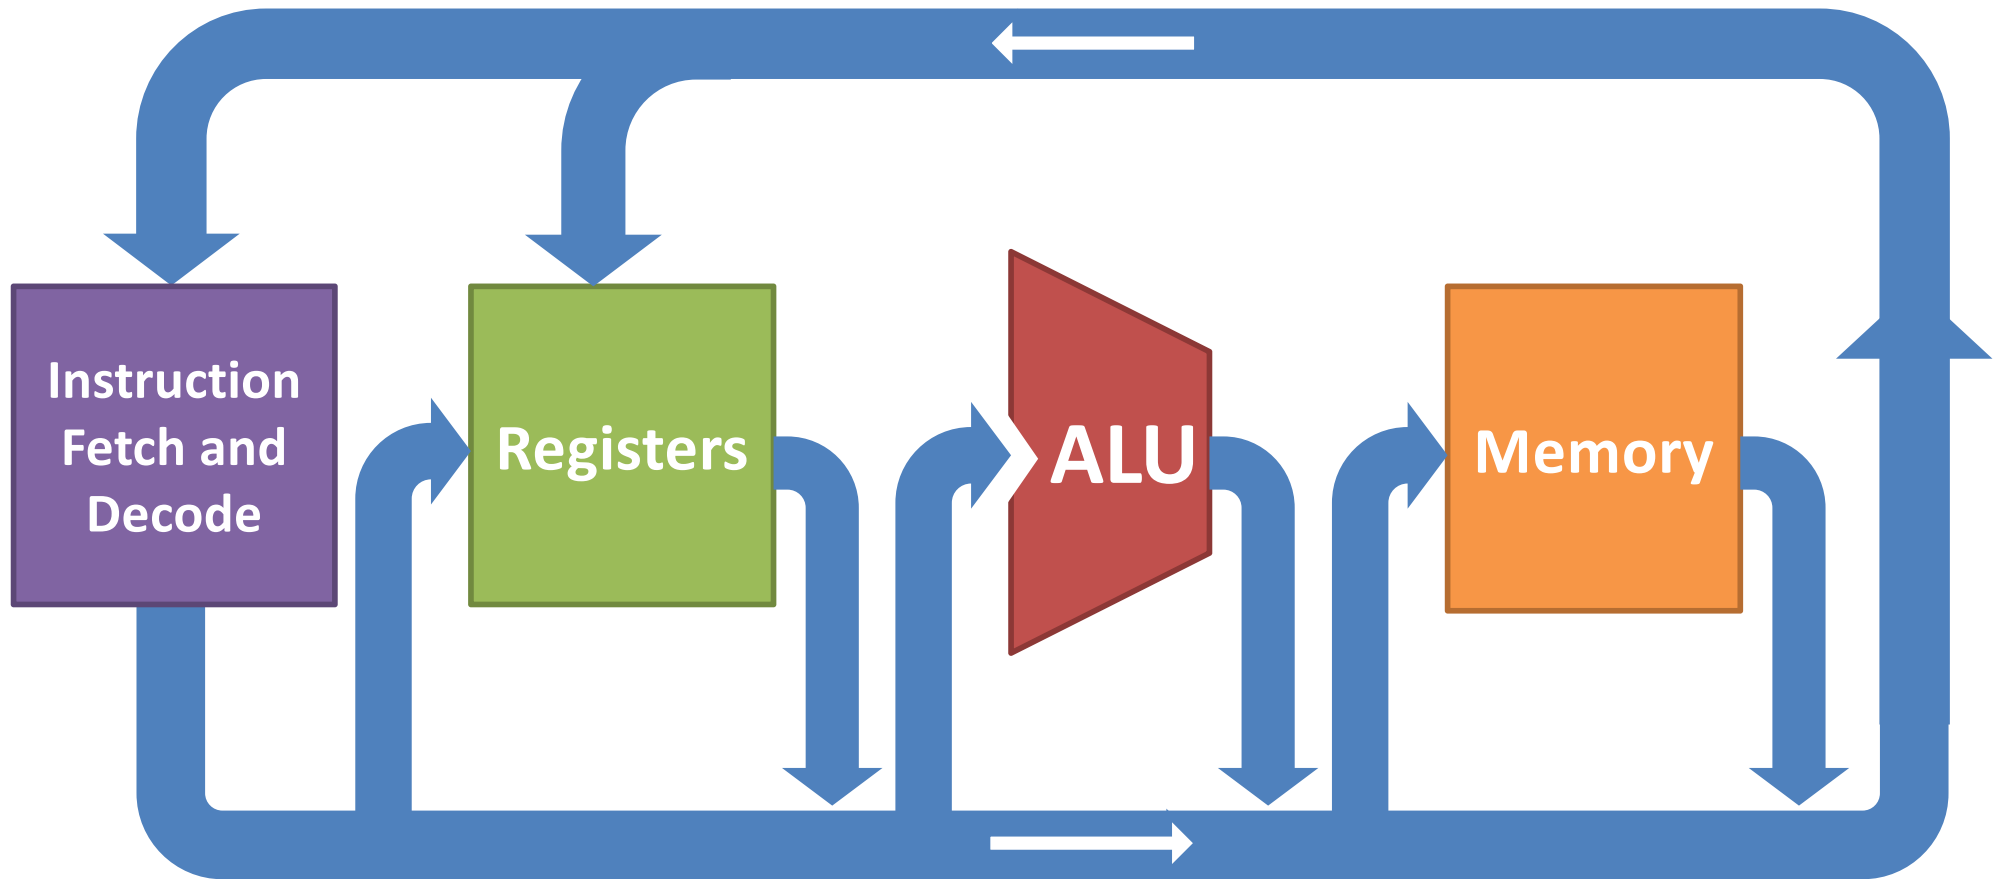 Instruction
Fetch and
Decode
Registers
ALU
Memory